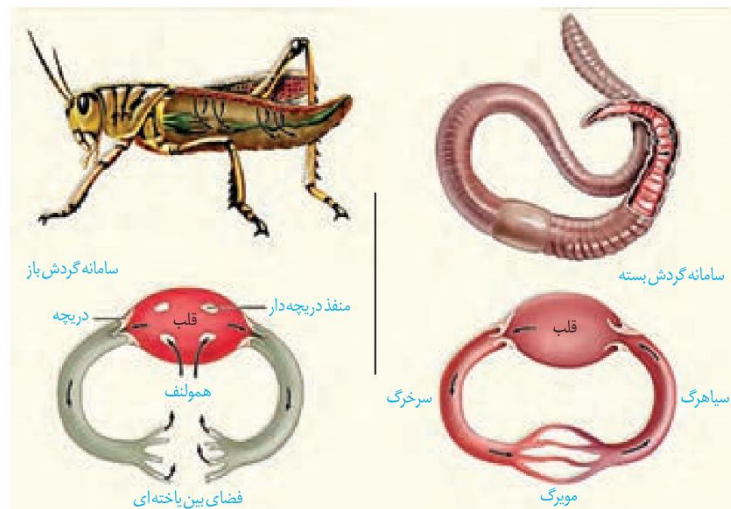 سامانه گردش بسته
قلب
سیاهرگ
سرخرگ
مویرگ
سامانه گردش باز
منفذ دریچه دار
قلب
دریچه
همولنف
فضای بین یاخته ای